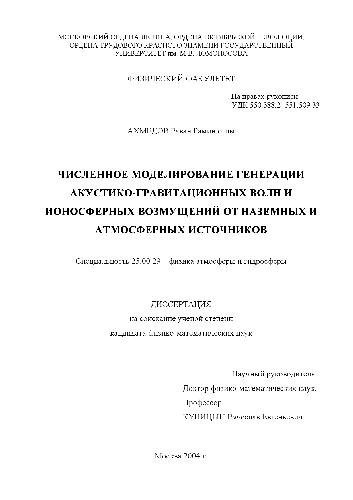 МОСКОВСКИЙ ОРДЕНА ЛЕНИНА, ОРДЕНА ОКТЯБРЬСКОЙ РЕВОЛЮЦИИ,
ОРДЕНА ТРУДОВОГО КРАСНОГО ЗНАМЕНИ ГОСУДАРСТВЕННЫЙ
УНИВЕРСИТЕТ им. М.В. ЛОМОНОСОВА
ФИЗИЧЕСКИЙ ФАКУЛЬТЕТ
На правах рукописи
УДК 550.388.2; 551.509.33
АХМЕДОВ
ЧИСЛЕННОЕ МОДЕЛИРОВАНИЕ ГЕНЕРАЦИИ
АКУСТИКО-ГРАВИТАЦИОННЫХ ВОЛН И
ИОНОСФЕРНЫХ ВОЗМУЩЕНИЙ ОТ НАЗЕМНЫХ И
АТМОСФЕРНЫХ ИСТОЧНИКОВ
Специальность 25.00.29 – физика атмосферы и гидросферы
ДИССЕРТАЦИЯ
на соискание ученой степени
кандидата физико-математических наук
Научный руководитель:
Доктор физико-математических наук,
Профессор
КУНИЦЫН Вячеслав Евгеньевич
Москва 2004 г.